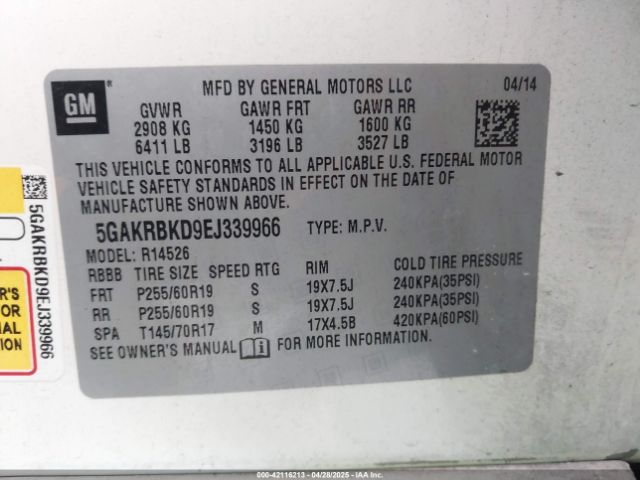 GM
®
MFD BY GENERAL MOTORS LLC 04/14
GVWR GAWR FRT GAWR RR
2908 KG 1450 KG 1600 KG
6411 LB 3196 LB 3527 LB
THIS VEHICLE CONFORMS TO ALL APPLICABLE U.S. FEDERAL MOTOR
VEHICLE SAFETY STANDARDS IN EFFECT ON THE DATE OF
MANUFACTURE SHOWN ABOVE.
5GAKRBKD9EJ339966 TYPE: M.P.V.
MODEL: R14526
RBBB TIRE SIZE SPEED RTG RIM COLD TIRE PRESSURE
FRT P255/60R19 S 19X7.5J 240KPA(35PSI)
RR P255/60R19 S 19X7.5J 240KPA(35PSI)
SPA T145/70R17 M 17X4.5B 420KPA(60PSI)
SEE OWNER'S MANUAL i FOR MORE INFORMATION.
5GAKRBKD9EJ339966
R'S
TOR
NAL
ION
000-42116213 - 04/28/2025 - IAA Inc.